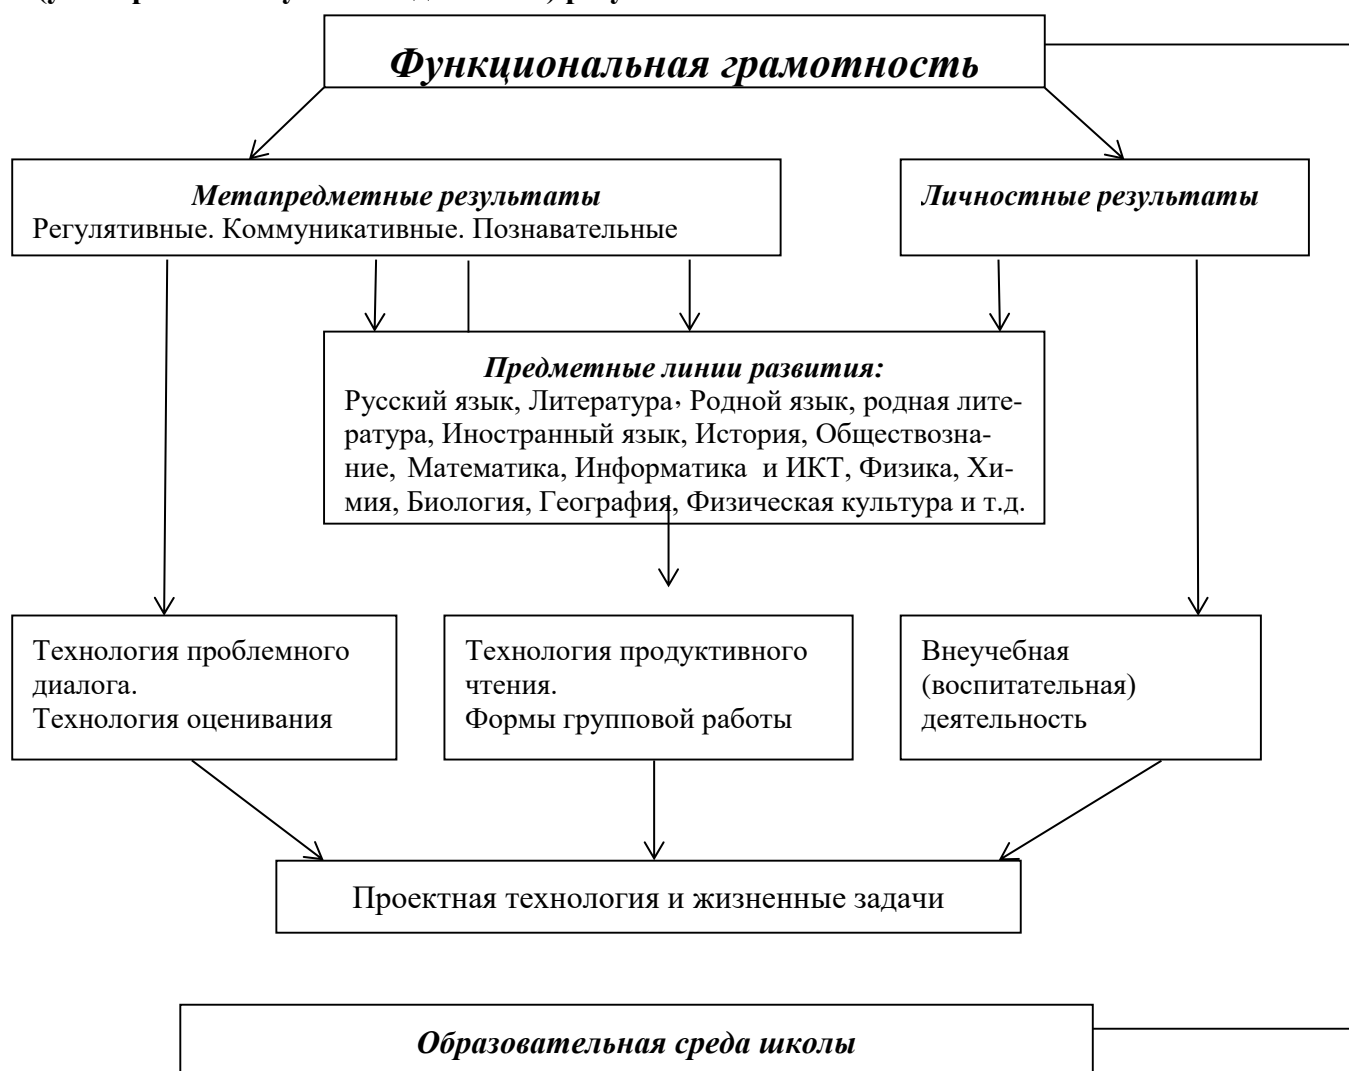 Функциональная грамотность
Метапредметные результаты
Регулятивные. Коммуникативные. Познавательные
Личностные результаты
Предметные линии развития:
Русский язык, Литература, Родной язык, родная лите-
ратура, Иностранный язык, История, Обществозна-
ние, Математика, Информатика и ИКТ, Физика, Хи-
мия, Биология, География, Физическая культура и т.д.
Технология проблемного
диалога.
Технология оценивания
Технология продуктивного
чтения.
Формы групповой работы
Внеучебная
(воспитательная)
деятельность
Проектная технология и жизненные задачи
Образовательная среда школы